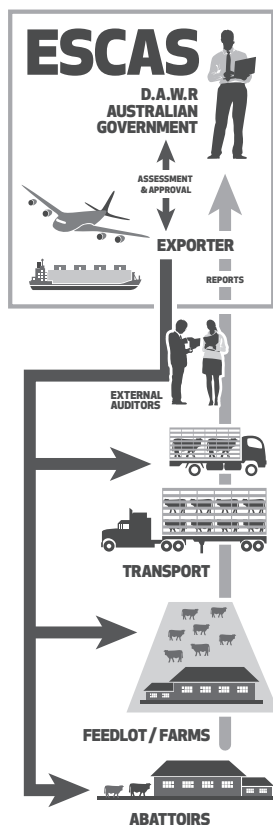 ESCAS
D.A.W.R
AUSTRALIAN
GOVERNMENT
ASSESSMENT
& APPROVAL
EXPORTER
REPORTS
EXTERNAL
AUDITORS
TRANSPORT
FEEDLOT / FARMS
ABATTOIRS